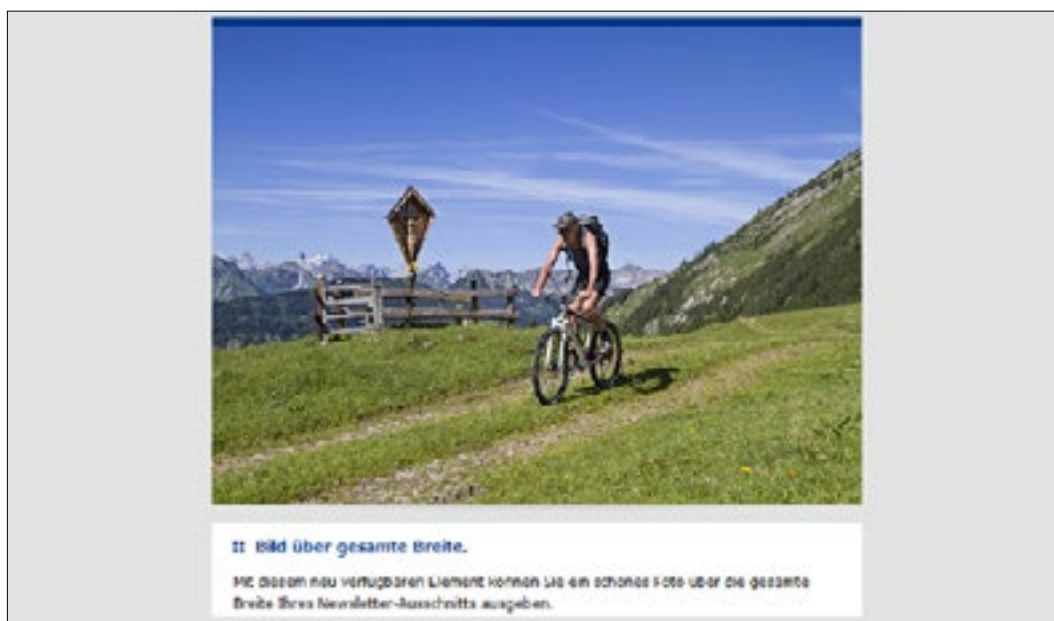 :: Bild über gesamte Breite.
Mit diesem neu verfügbaren Element können Sie ein schönes Foto über die gesamte
Breite Ihres Newsletter-Ausschnitts ausgeben.